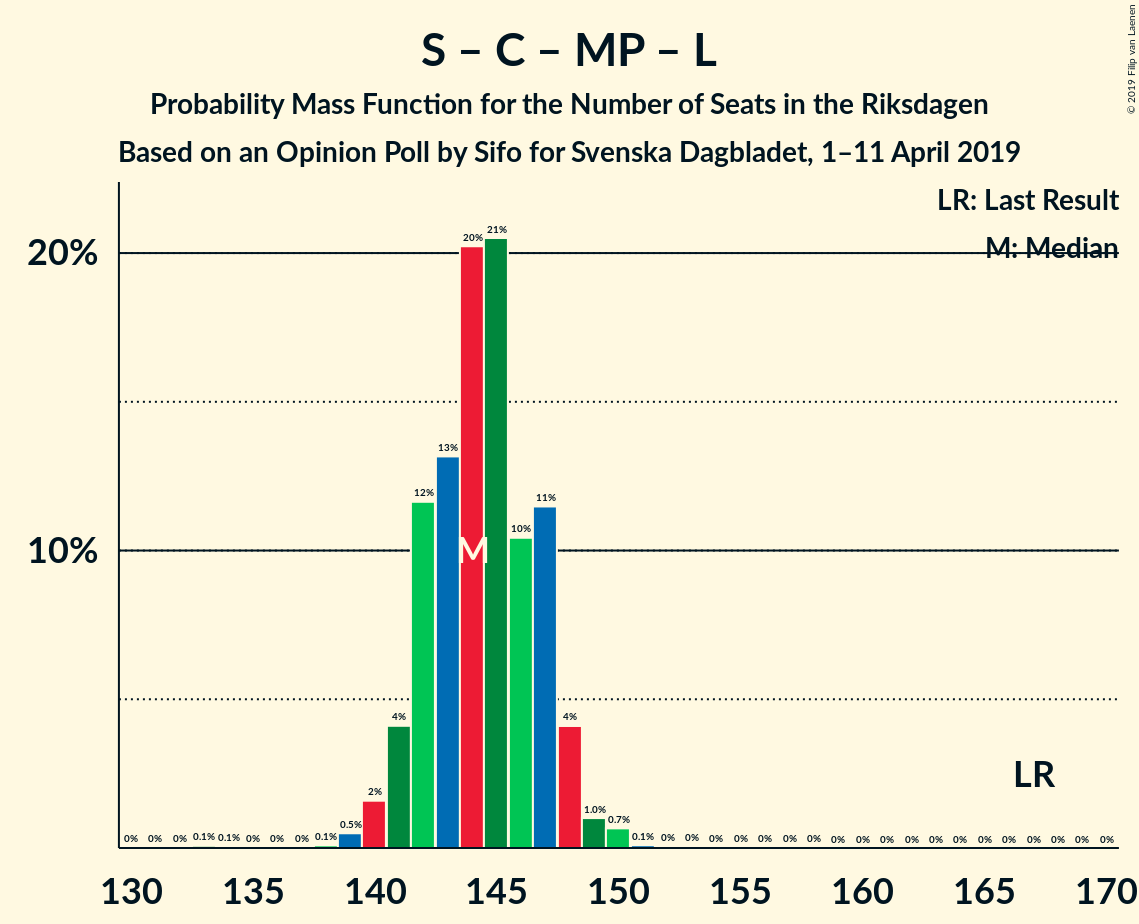 S – C – MP – L
Probability Mass Function for the Number of Seats in the Riksdagen
Based on an Opinion Poll by Sifo for Svenska Dagbladet, 1–11 April 2019
© 2019 Filip van Laenen
LR: Last Result
M: Median
20%
10%
0% 0% 0% 0.1% 0.1% 0% 0% 0% 0.1% 0.5% 2% 4% 12% 13% 20% 21% 10% 11% 4% 1.0% 0.7% 0.1% 0% 0% 0% 0% 0% 0% 0% 0% 0% 0% 0% 0% 0% 0% 0% 0% 0% 0% 0%
M
LR
130 135 140 145 150 155 160 165 170